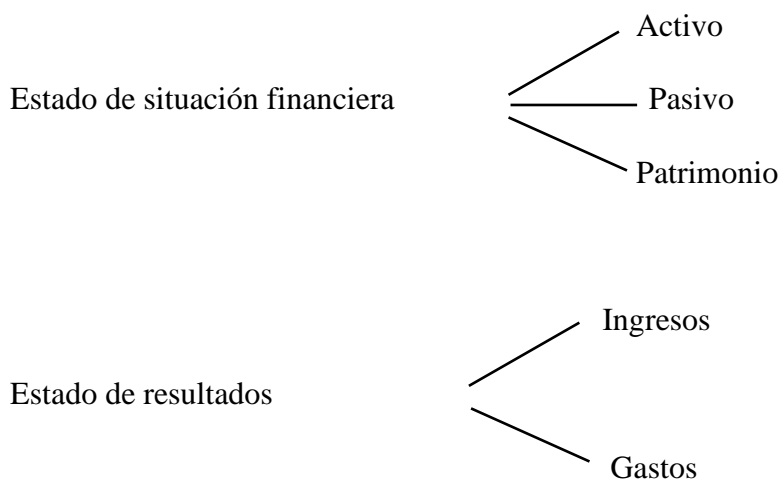 Activo
Estado de situación financiera
Pasivo
Patrimonio
Ingresos
Estado de resultados
Gastos